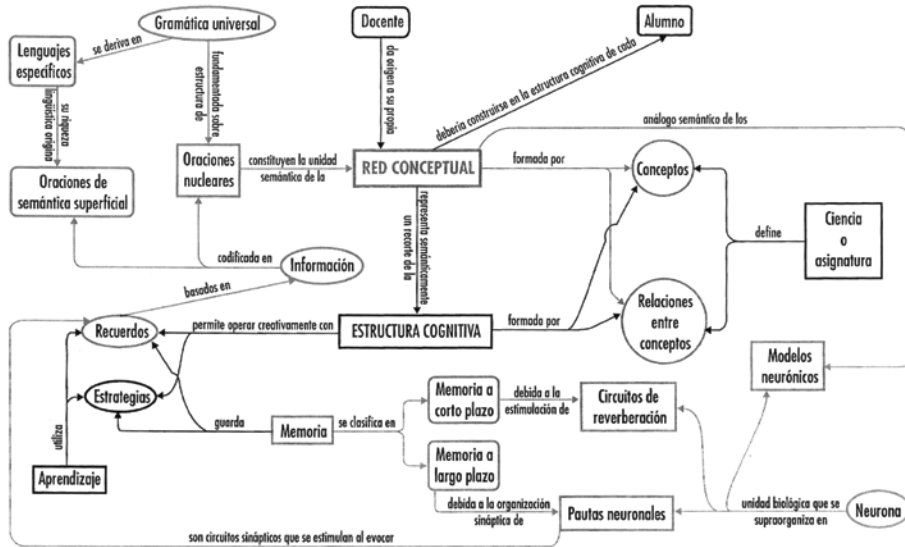 Gramática universal
Docente
Alumno
Lenguajes
específicos
se deriva en
fundamentada sobre
estructura de
da origen a su propia
debería construirse en la estructura cognitiva de cada
su riqueza
lingüística origina
análogo semántico de los
Oraciones de
semántica superficial
Oraciones
nucleares
constituyen la unidad
semántica de la
RED CONCEPTUAL
formada por
Conceptos
representa semánticamente
un recorte de la
define
Ciencia
o
asignatura
codificada en
Información
basados en
Recuerdos
permite operar creativamente con
ESTRUCTURA COGNITIVA
formada por
Relaciones
entre
conceptos
Modelos
neurónicos
Estrategias
utiliza
guarda
Memoria
se clasifica en
Memoria a
corto plazo
debida a la
estimulación de
Circuitos de
reverberación
Aprendizaje
Memoria a
largo plazo
debida a la organización
sináptica de
Pautas neuronales
unidad biológica que se
supraorganiza en
Neurona
son circuitos sinápticos que se estimulan al evocar